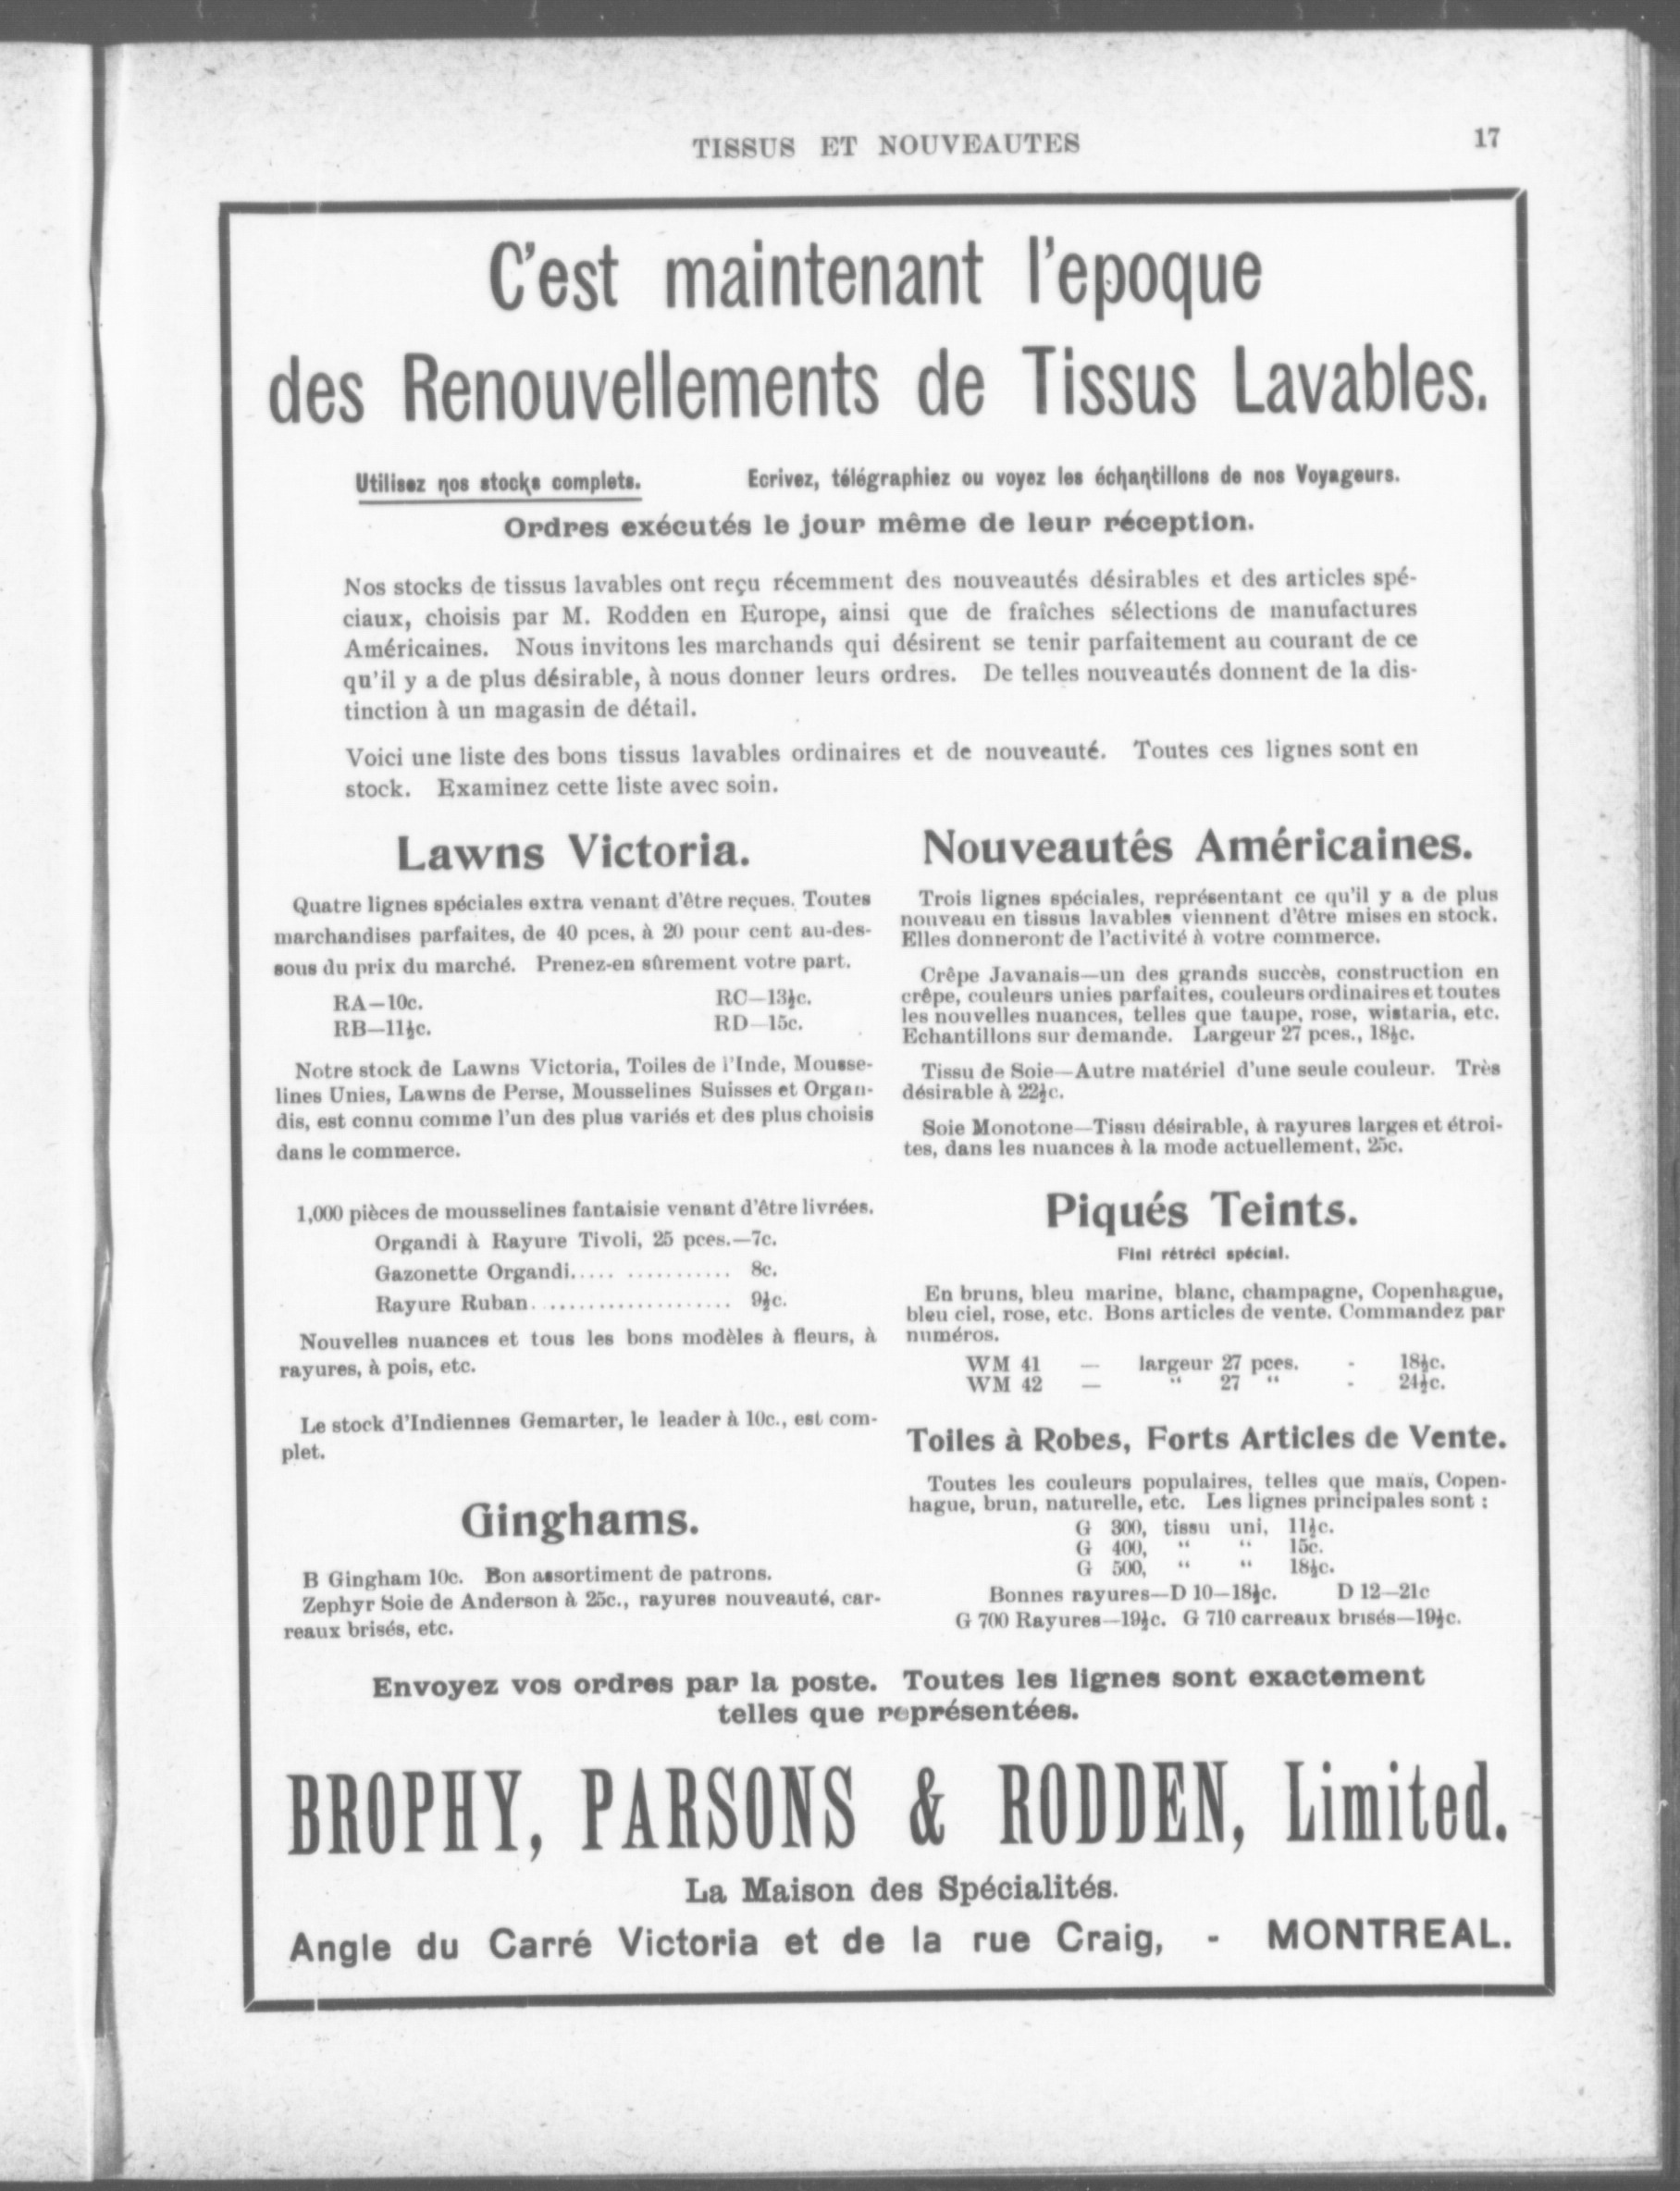 TISSUS ET NOUVEAUTES
17
C'est maintenant l'epoque
des Renouvellements de Tissus Lavables.
Utilisez nos stocks complets. Ecrivez, télégraphiez ou voyez les échantillons de nos Voyageurs.
Ordres exécutés le jour même de leur réception.
Nos stocks de tissus lavables ont reçu récemment des nouveautés désirables et des articles spé-
ciaux, choisis par M. Rodden en Europe, ainsi que de fraîches sélections de manufactures
Américaines. Nous invitons les marchands qui désirent se tenir parfaitement au courant de ce
qu'il y a de plus désirable, à nous donner leurs ordres. De telles nouveautés donnent de la dis-
tinction à un magasin de détail.
Voici une liste des bons tissus lavables ordinaires et de nouveauté. Toutes ces lignes sont en
stock. Examinez cette liste avec soin.
Lawns Victoria.
Quatre lignes spéciales extra venant d'être reçues. Toutes
marchandises parfaites, de 40 pces, à 20 pour cent au-des-
sous du prix du marché. Prenez-en sûrement votre part.
RA—10c. RC—13½c.
RB—11½c. RD—15c.
Notre stock de Lawns Victoria, Toiles de l'Inde, Mousse-
lines Unies, Lawns de Perse, Mousselines Suisses et Organ-
dis, est connu comme l'un des plus variés et des plus choisis
dans le commerce.
1,000 pièces de mousselines fantaisie venant d'être livrées.
Organdi à Rayure Tivoli, 25 pces.—7c.
Gazonette Organdi..... ........... 8c.
Rayure Ruban. ................... 9½c.
Nouvelles nuances et tous les bons modèles à fleurs, à
rayures, à pois, etc.
Le stock d'Indiennes Gemarter, le leader à 10c., est com-
plet.
Ginghams.
B Gingham 10c. Bon assortiment de patrons.
Zephyr Soie de Anderson à 25c., rayures nouveauté, car-
reaux brisés, etc.
Nouveautés Américaines.
Trois lignes spéciales, représentant ce qu'il y a de plus
nouveau en tissus lavables viennent d'être mises en stock.
Elles donneront de l'activité à votre commerce.
Crêpe Javanais—un des grands succès, construction en
crêpe, couleurs unies parfaites, couleurs ordinaires et toutes
les nouvelles nuances, telles que taupe, rose, wistaria, etc.
Echantillons sur demande. Largeur 27 pces., 18½c.
Tissu de Soie—Autre matériel d'une seule couleur. Très
désirable à 22½c.
Soie Monotone—Tissu désirable, à rayures larges et étroi-
tes, dans les nuances à la mode actuellement, 25c.
Piqués Teints.
Fini rétréci spécial.
En bruns, bleu marine, blanc, champagne, Copenhague,
bleu ciel, rose, etc. Bons articles de vente. Commandez par
numéros.
WM 41 — largeur 27 pces. - 18½c.
WM 42 — " 27 " - 24½c.
Toiles à Robes, Forts Articles de Vente.
Toutes les couleurs populaires, telles que maïs, Copen-
hague, brun, naturelle, etc. Les lignes principales sont :
G 300, tissu uni, 11½c.
G 400, " " 15c.
G 500, " " 18½c.
Bonnes rayures—D 10—18½c. D 12—21c
G 700 Rayures—19½c. G 710 carreaux brisés—19½c.
Envoyez vos ordres par la poste. Toutes les lignes sont exactement
telles que représentées.
BROPHY, PARSONS & RODDEN, Limited.
La Maison des Spécialités.
Angle du Carré Victoria et de la rue Craig, - MONTREAL.